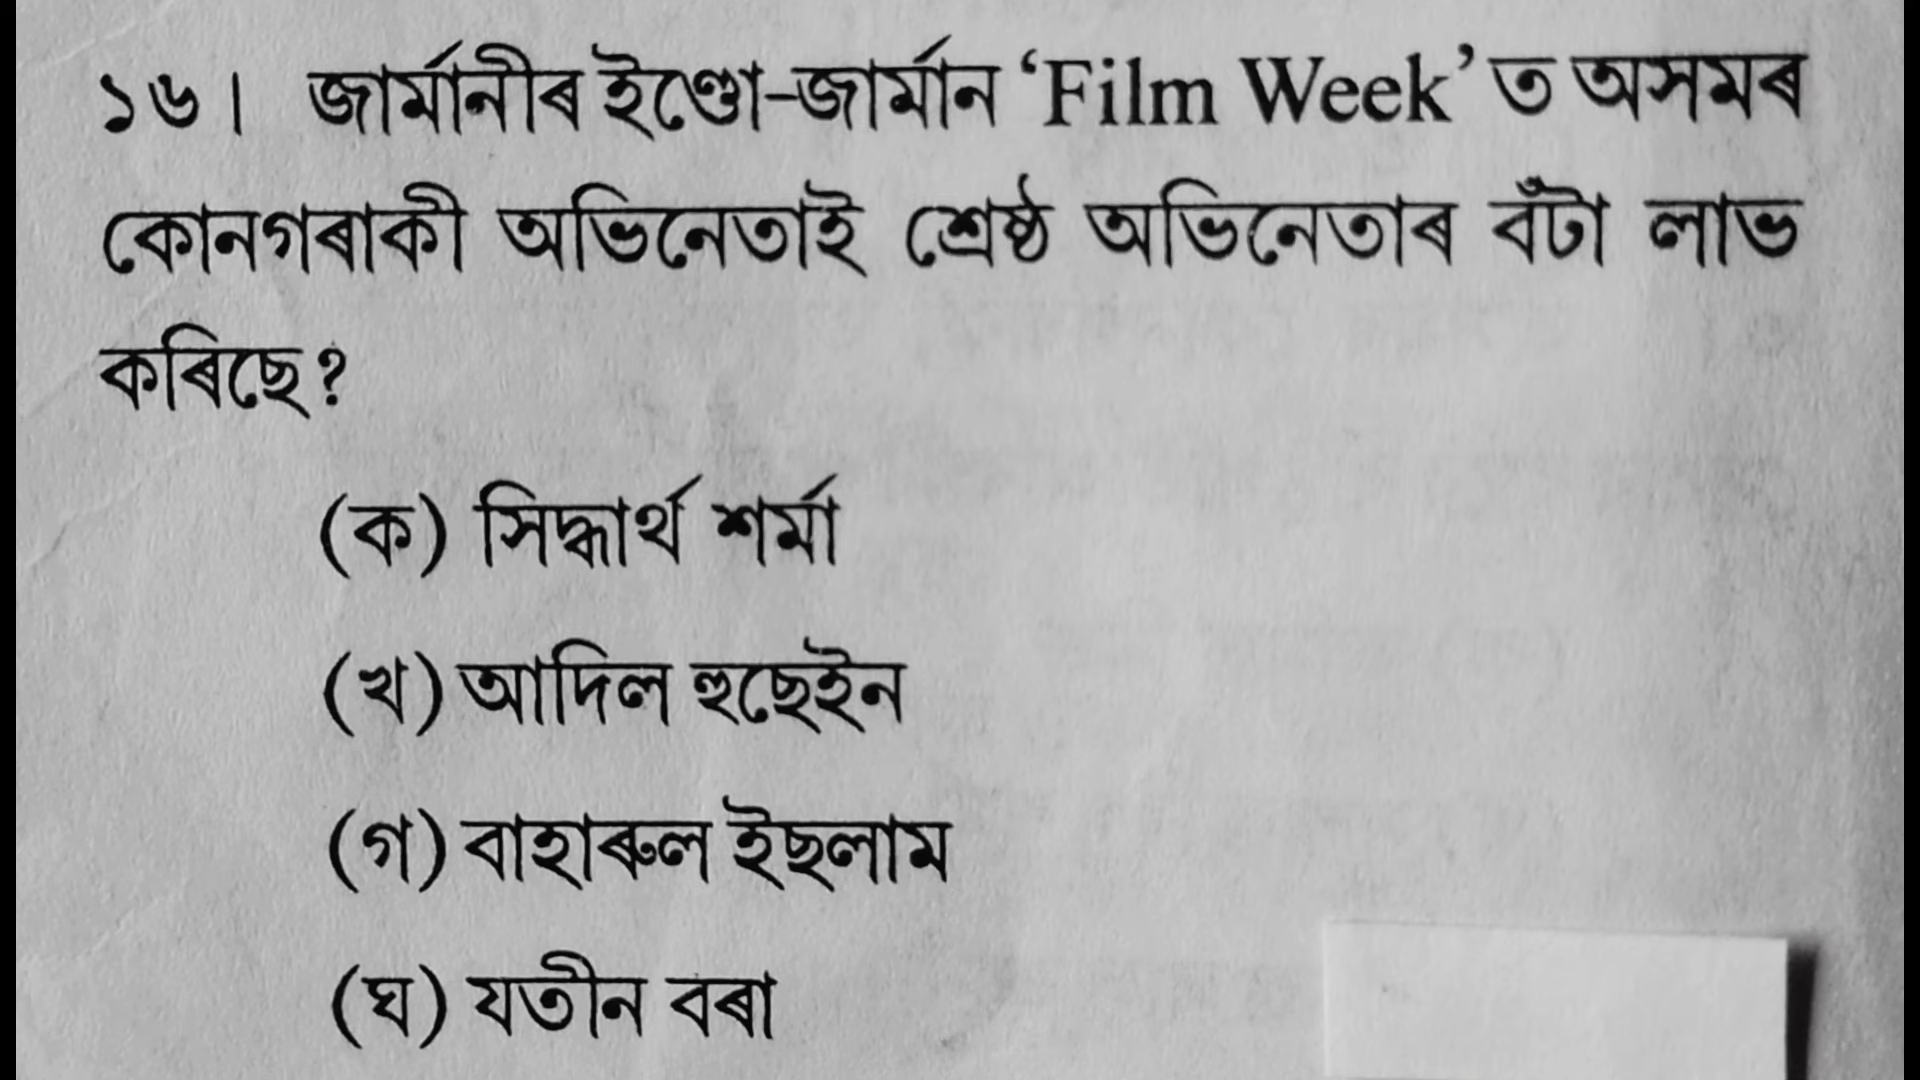 ১৬। জাৰ্মানীৰ ইণ্ডো-জাৰ্মান ‘Film Week’ ত অসমৰ
কোনগৰাকী অভিনেতাই শ্ৰেষ্ঠ অভিনেতাৰ বঁটা লাভ
কৰিছে?
(ক) সিদ্ধাৰ্থ শৰ্মা
(খ) আদিল হুছেইন
(গ) বাহাৰুল ইছলাম
(ঘ) যতীন বৰা